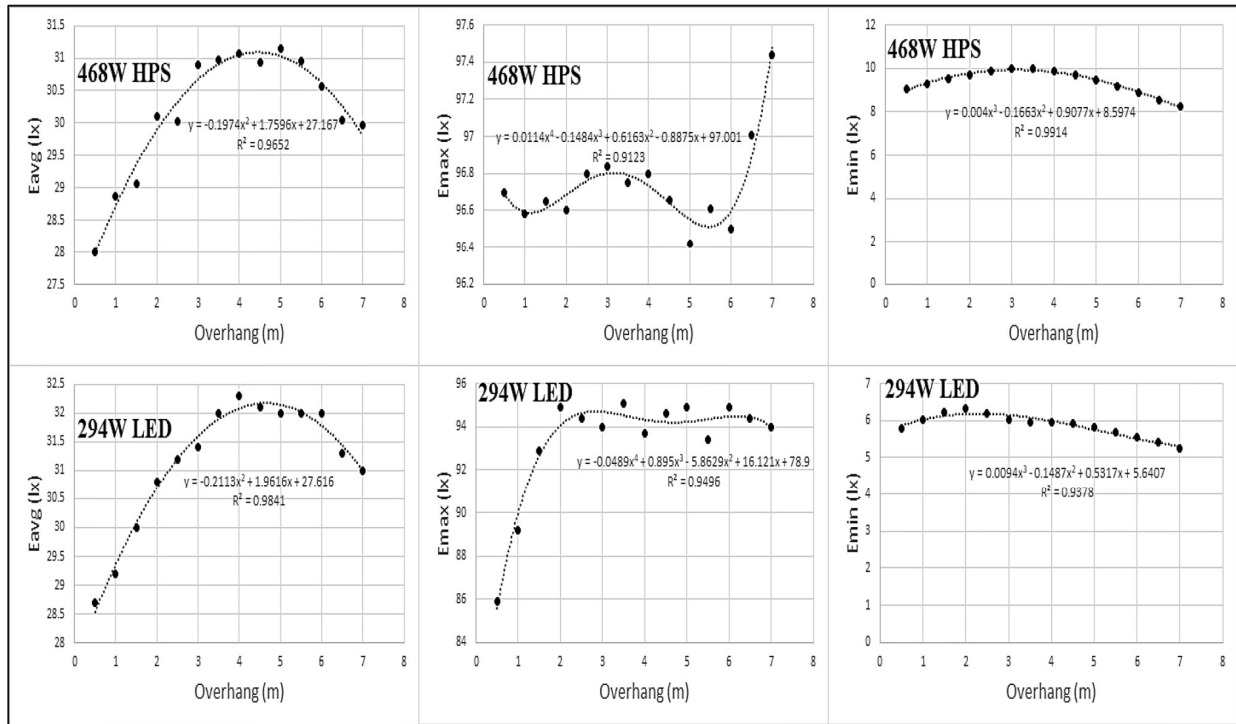 468W HPS
31.5
31
30.5
30
29.5
29
28.5
28
27.5
Eavg (lx)
y = -0.1974x² + 1.7596x + 27.167
R² = 0.9652
0 1 2 3 4 5 6 7 8
Overhang (m)
468W HPS
97.6
97.4
97.2
97
96.8
96.6
96.4
96.2
Emax (lx)
y = 0.0114x⁴ - 0.1484x³ + 0.6163x² - 0.8875x + 97.001
R² = 0.9123
0 1 2 3 4 5 6 7 8
Overhang (m)
468W HPS
12
10
8
6
4
2
0
Emin (lx)
y = 0.004x³ - 0.1663x² + 0.9077x + 8.5974
R² = 0.9914
0 1 2 3 4 5 6 7 8
Overhang (m)
294W LED
32.5
32
31.5
31
30.5
30
29.5
29
28.5
28
Eavg (lx)
y = -0.2113x² + 1.9616x + 27.616
R² = 0.9841
0 1 2 3 4 5 6 7 8
Overhang (m)
294W LED
96
94
92
90
88
86
84
Emax (lx)
y = -0.0489x⁴ + 0.895x³ - 5.8629x² + 16.121x + 78.9
R² = 0.9496
0 1 2 3 4 5 6 7 8
Overhang (m)
294W LED
7
6
5
4
3
2
1
0
Emin (lx)
y = 0.0094x³ - 0.1487x² + 0.5317x + 5.6407
R² = 0.9378
0 1 2 3 4 5 6 7 8
Overhang (m)